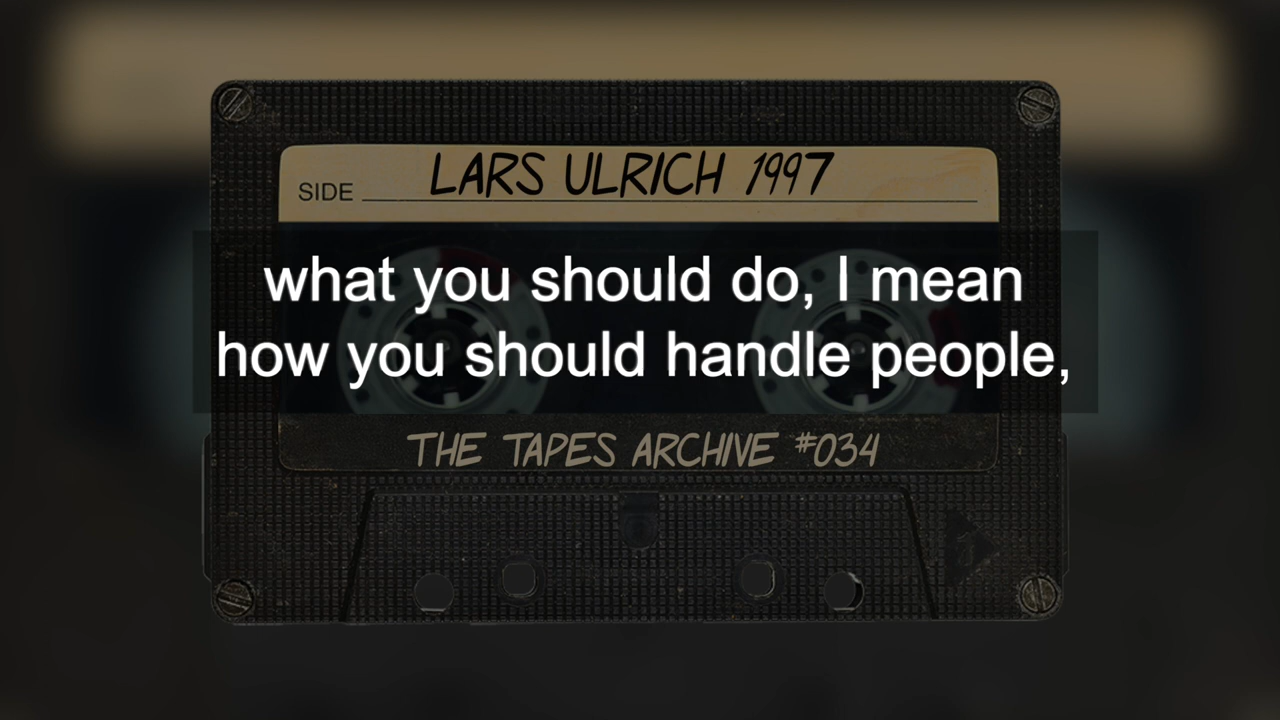 LARS ULRICH 1997
SIDE
what you should do, I mean
how you should handle people,
THE TAPES ARCHIVE #034